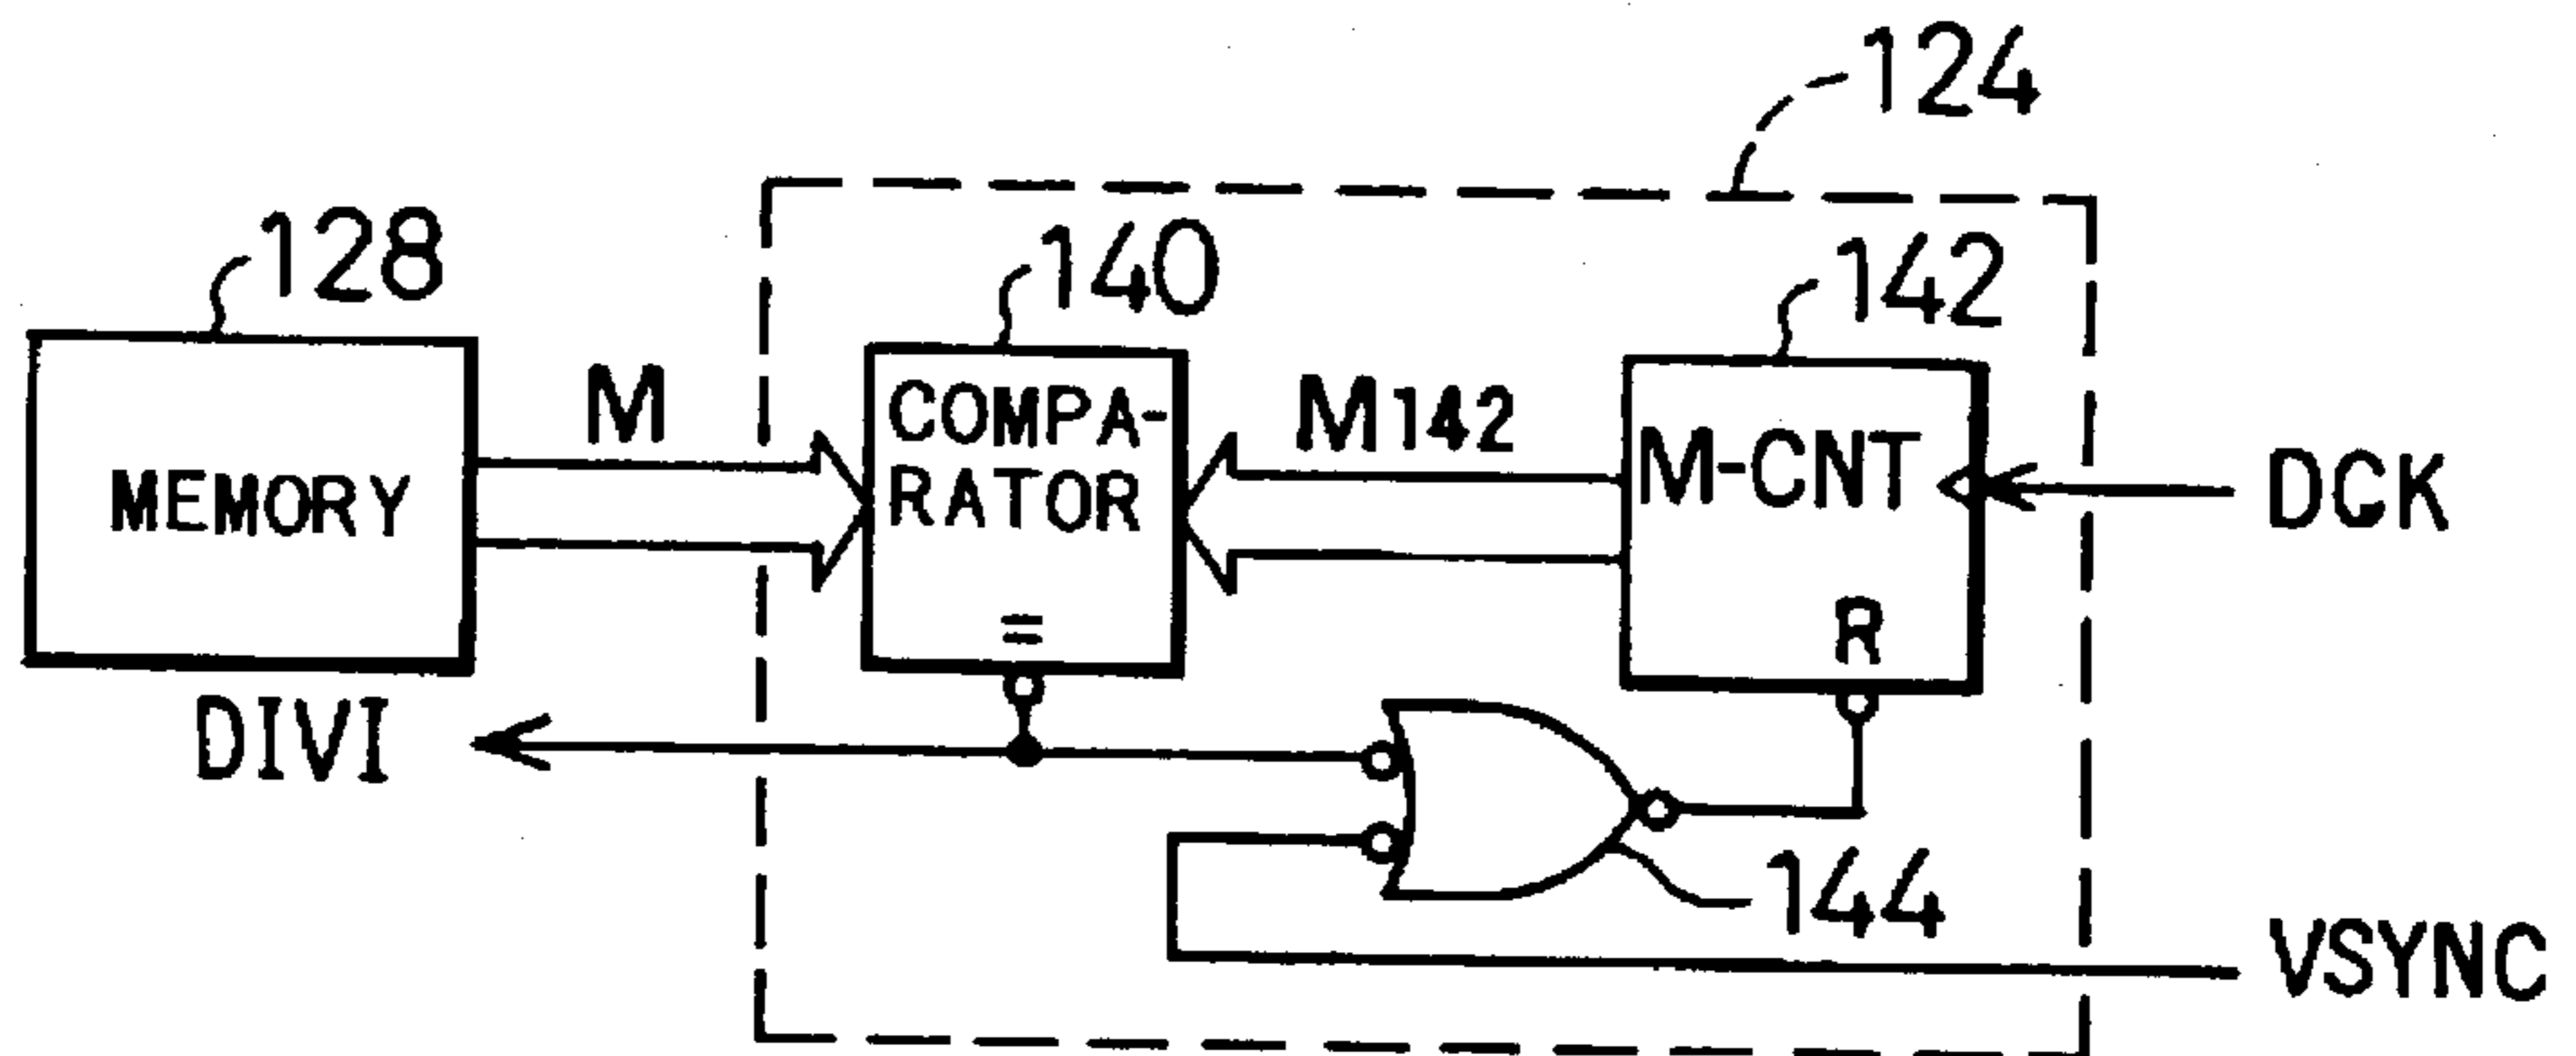 124
128
140
142
MEMORY
M
COMPA-
RATOR
=
M142
M-CNT
R
DCK
DIVI
144
VSYNC